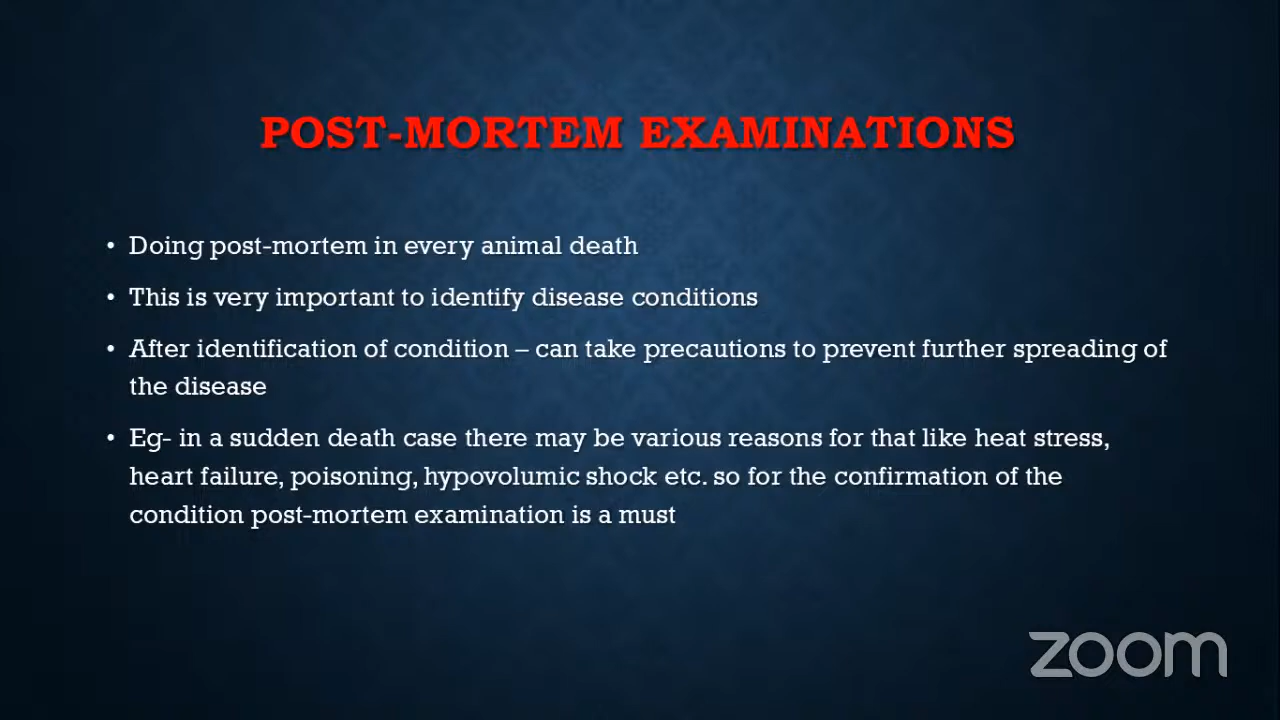 POST-MORTEM EXAMINATIONS
• Doing post-mortem in every animal death
• This is very important to identify disease conditions
• After identification of condition – can take precautions to prevent further spreading of
the disease
• Eg- in a sudden death case there may be various reasons for that like heat stress,
heart failure, poisoning, hypovolumic shock etc. so for the confirmation of the
condition post-mortem examination is a must
zoom